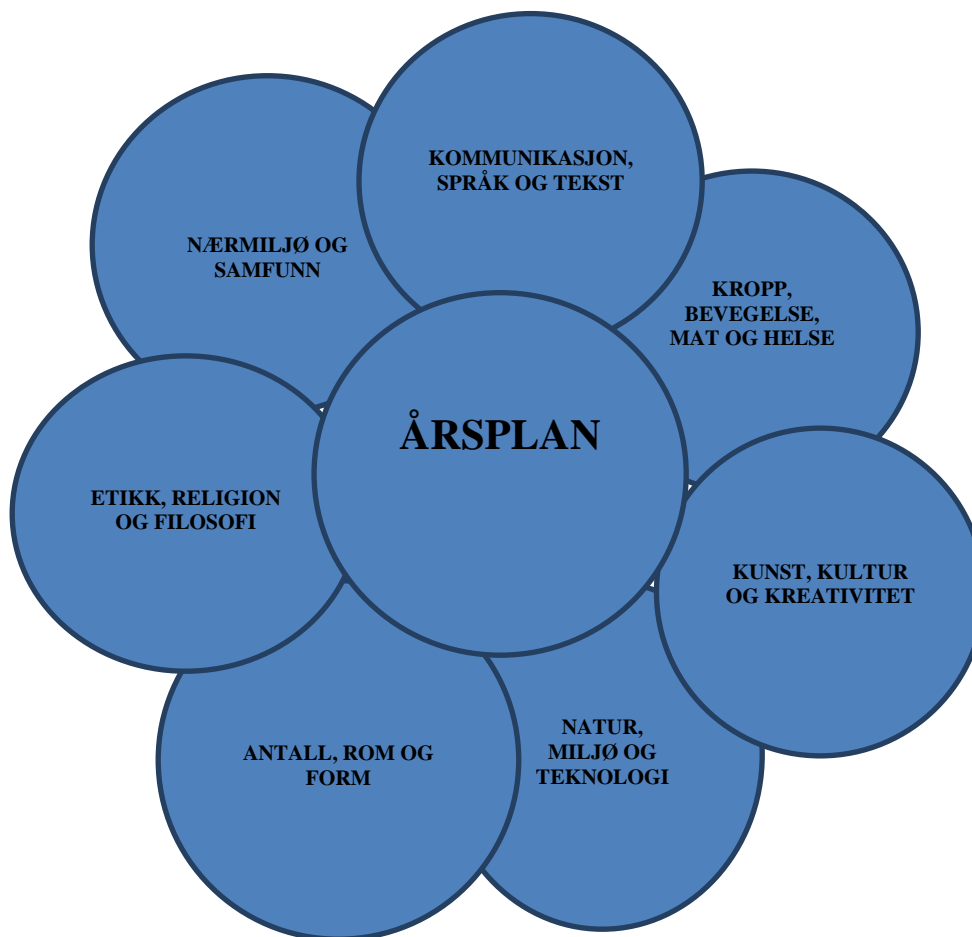 KOMMUNIKASJON,
SPRÅK OG TEKST
NÆRMILJØ OG
SAMFUNN
KROPP,
BEVEGELSE,
MAT OG HELSE
ÅRSPLAN
ETIKK, RELIGION
OG FILOSOFI
KUNST, KULTUR
OG KREATIVITET
ANTALL, ROM OG
FORM
NATUR,
MILJØ OG
TEKNOLOGI